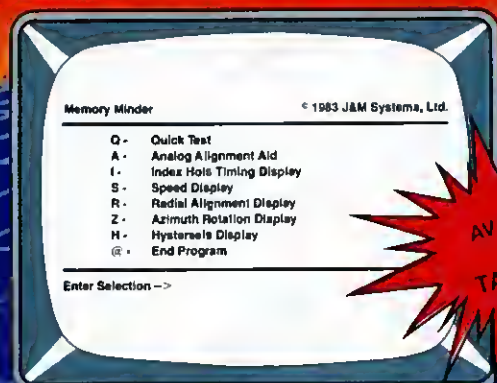 Memory Minder © 1983 J&M Systems, Ltd.
Q - Quick Test
A - Analog Alignment Aid
I - Index Hole Timing Display
S - Speed Display
R - Radial Alignment Display
Z - Azimuth Rotation Display
H - Hysteresis Display
@ - End Program
Enter Selection -->
AV
TA